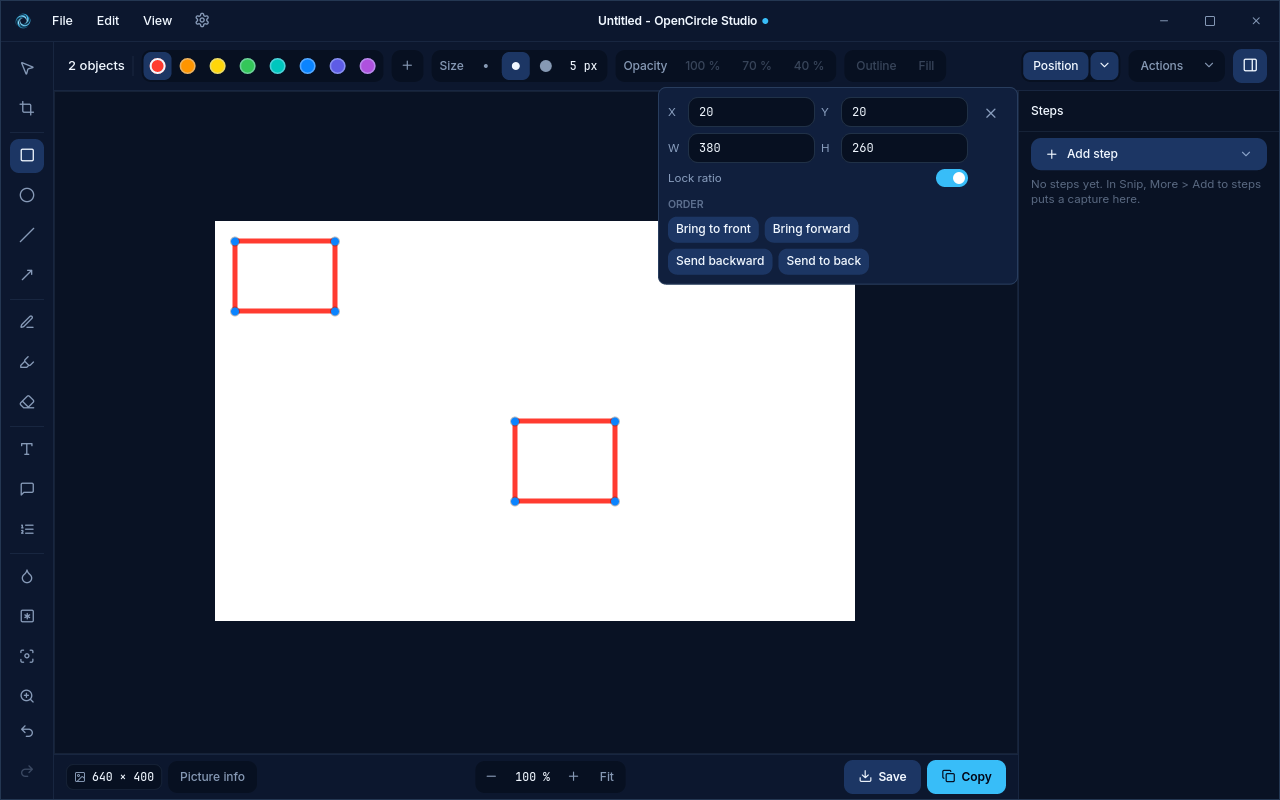 File Edit View Untitled - OpenCircle Studio
2 objects Size 5 px Opacity 100 % 70 % 40 % Outline Fill Position Actions
X 20 Y 20
W 380 H 260
Lock ratio
ORDER
Bring to front Bring forward
Send backward Send to back
Steps
Add step
No steps yet. In Snip, More > Add to steps
puts a capture here.
640 × 400 Picture info 100 % Fit Save Copy